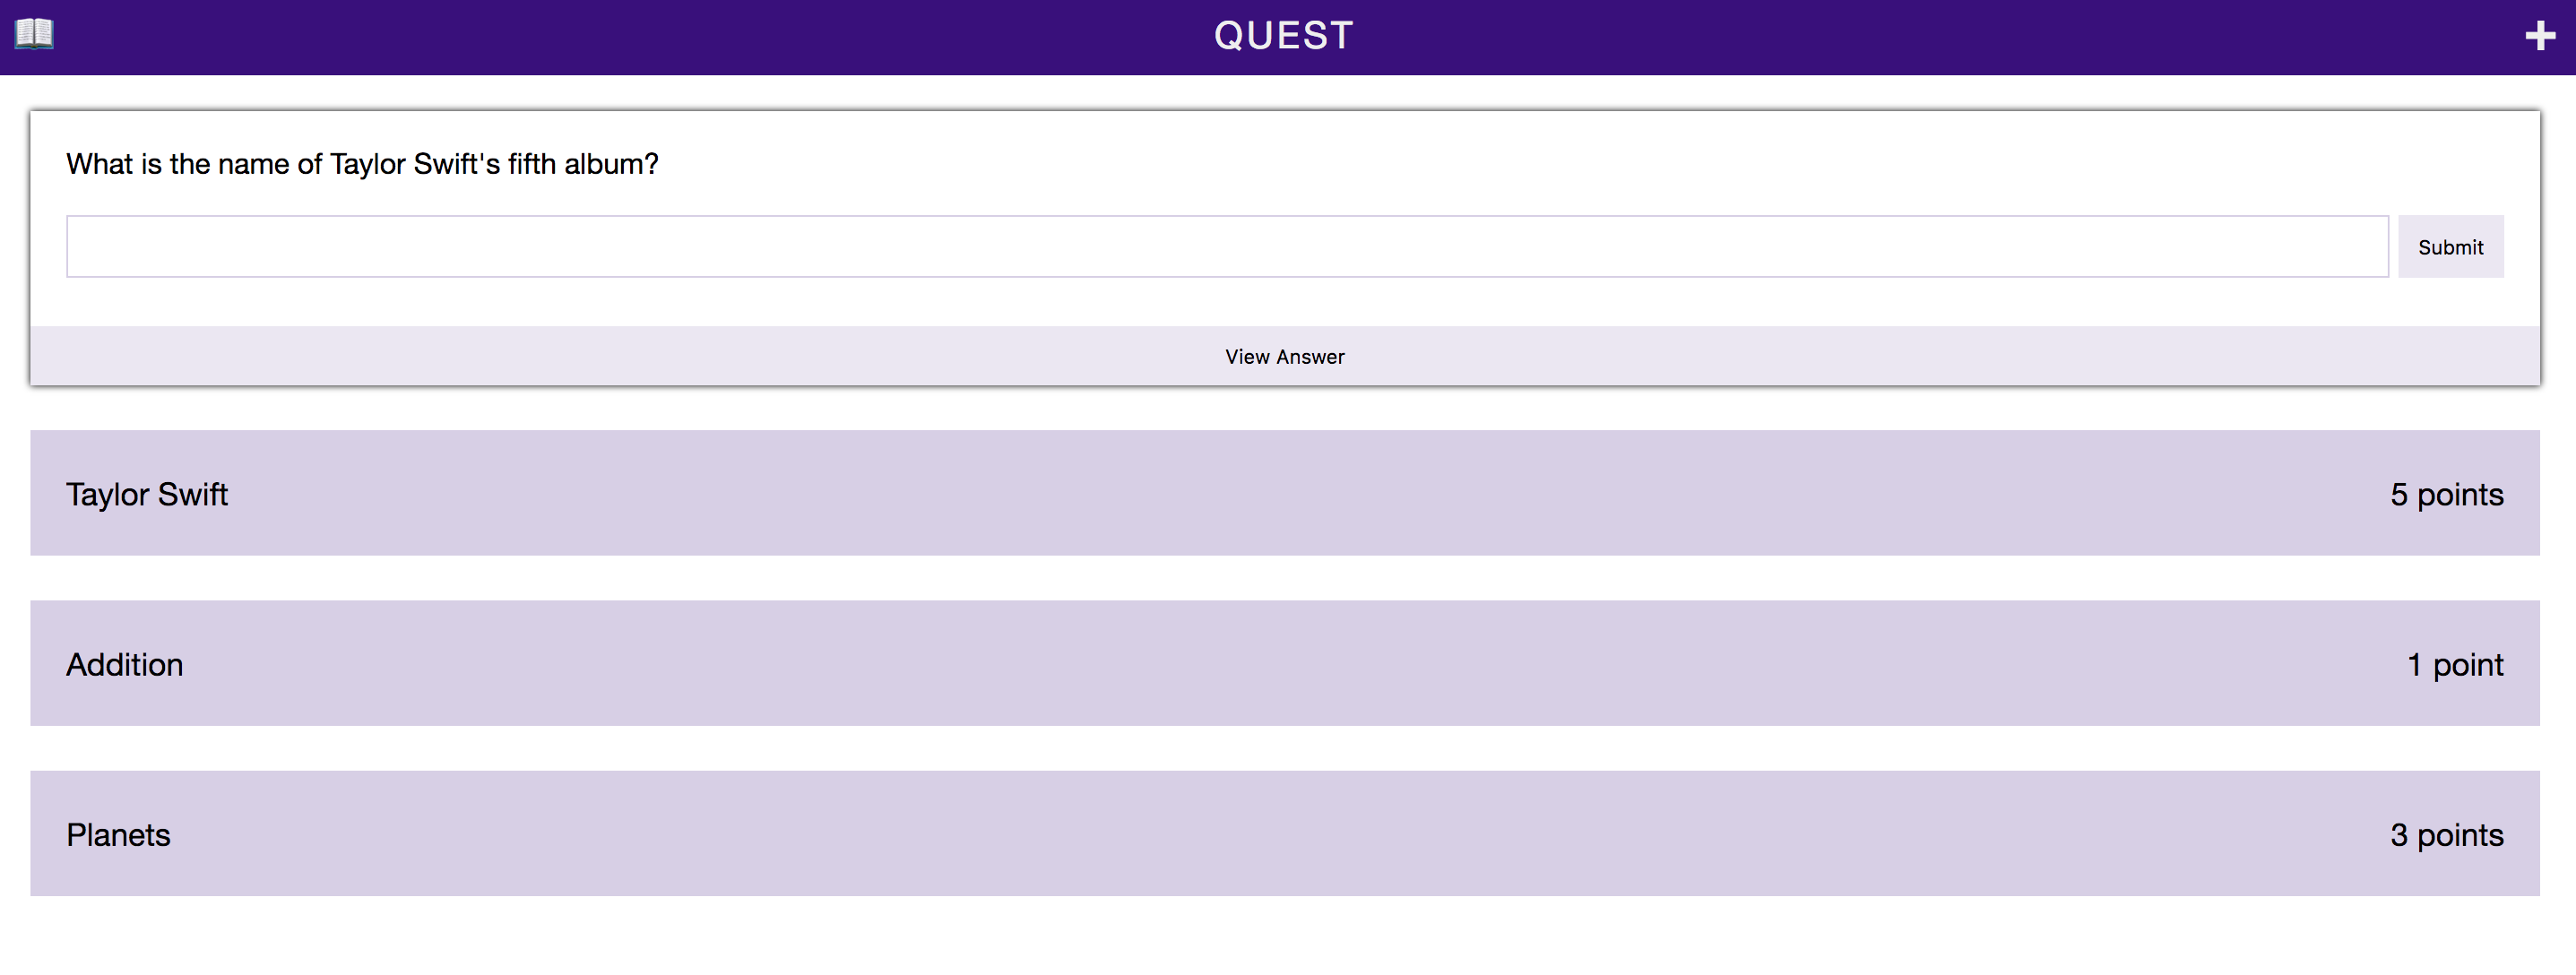 QUEST
What is the name of Taylor Swift's fifth album?
Submit
View Answer
Taylor Swift 5 points
Addition 1 point
Planets 3 points